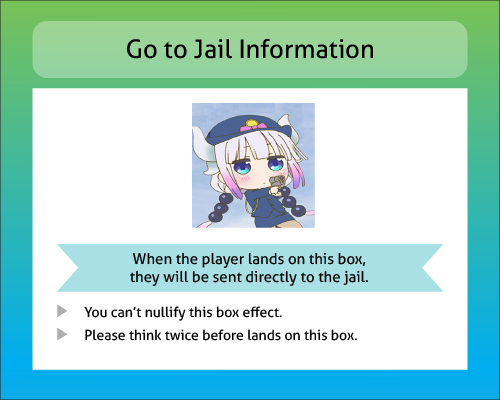 Go to Jail Information
When the player lands on this box,
they will be sent directly to the jail.
You can't nullify this box effect.
Please think twice before lands on this box.